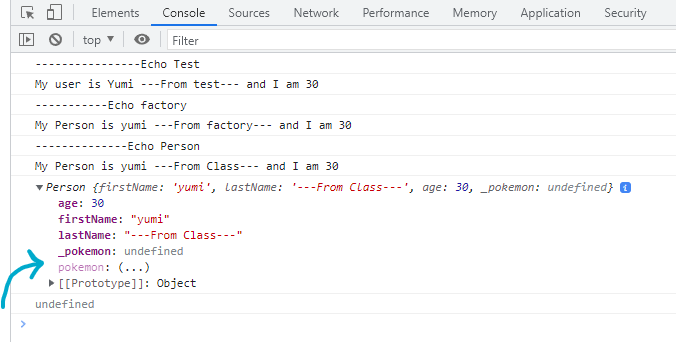 Elements Console Sources Network Performance Memory Application Security
top ▼ Filter
----------------Echo Test
My user is Yumi ---From test--- and I am 30
-----------Echo factory
My Person is yumi ---From factory--- and I am 30
--------------Echo Person
My Person is yumi ---From Class--- and I am 30
▼Person {firstName: 'yumi', lastName: '---From Class---', age: 30, _pokemon: undefined} i
age: 30
firstName: "yumi"
lastName: "---From Class---"
_pokemon: undefined
pokemon: (...)
▶[[Prototype]]: Object
undefined
>